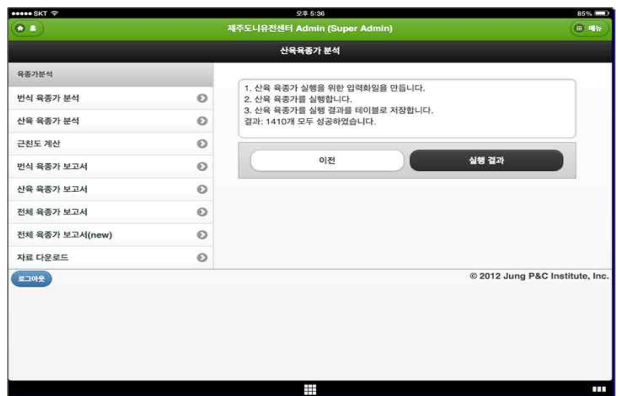 SKT 오후 5:36 85%
홈 제주도니유전센터 Admin (Super Admin) 메뉴
산육육종가 분석
육종가분석
번식 육종가 분석
산육 육종가 분석
근친도 계산
번식 육종가 보고서
산육 육종가 보고서
전체 육종가 보고서
전체 육종가 보고서(new)
자료 다운로드
1. 산육 육종가 실행을 위한 입력화일을 만듭니다.
2. 산육 육종가를 실행합니다.
3. 산육 육종가를 실행 결과를 테이블로 저장합니다.
결과: 1410개 모두 성공하였습니다.
이전 실행 결과
로그아웃 © 2012 Jung P&C Institute, Inc.